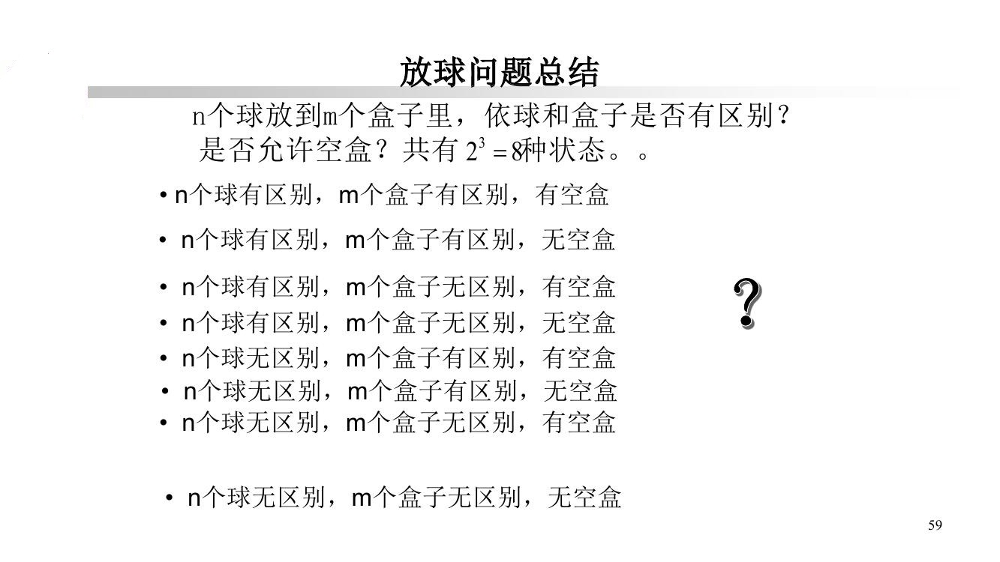 放球问题总结
n个球放到m个盒子里，依球和盒子是否有区别？
是否允许空盒？共有 2³ =8种状态。。
• n个球有区别，m个盒子有区别，有空盒
• n个球有区别，m个盒子有区别，无空盒
• n个球有区别，m个盒子无区别，有空盒
?
• n个球有区别，m个盒子无区别，无空盒
• n个球无区别，m个盒子有区别，有空盒
• n个球无区别，m个盒子有区别，无空盒
• n个球无区别，m个盒子无区别，有空盒
• n个球无区别，m个盒子无区别，无空盒
59